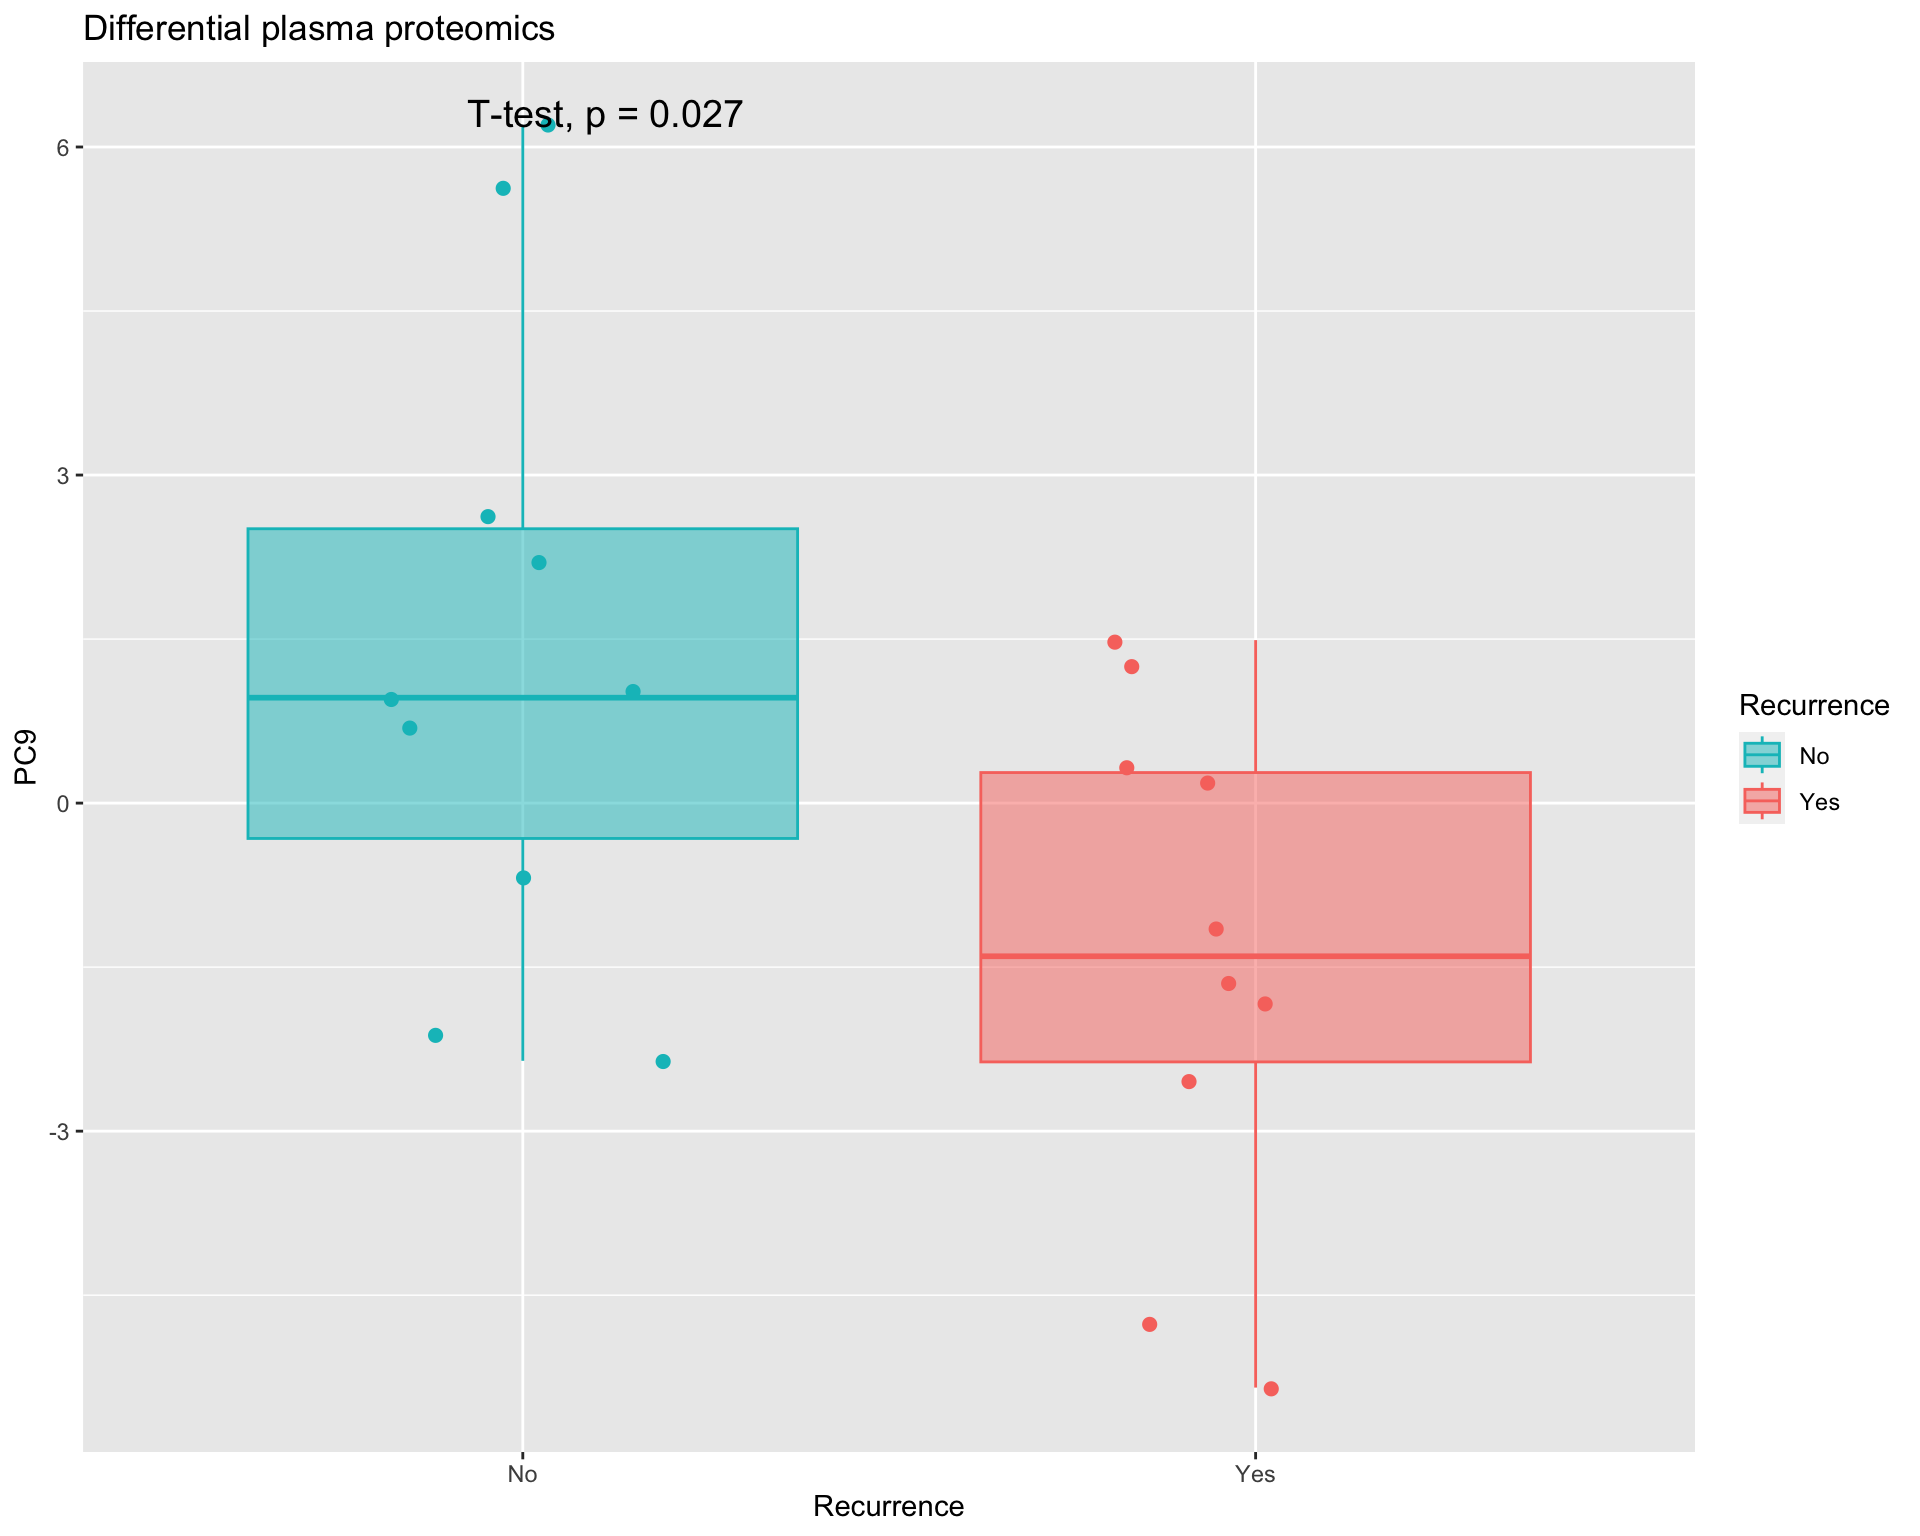 Differential plasma proteomics
T-test, p = 0.027
6
3
0
-3
PC9
No
Yes
Recurrence
Recurrence
No
Yes